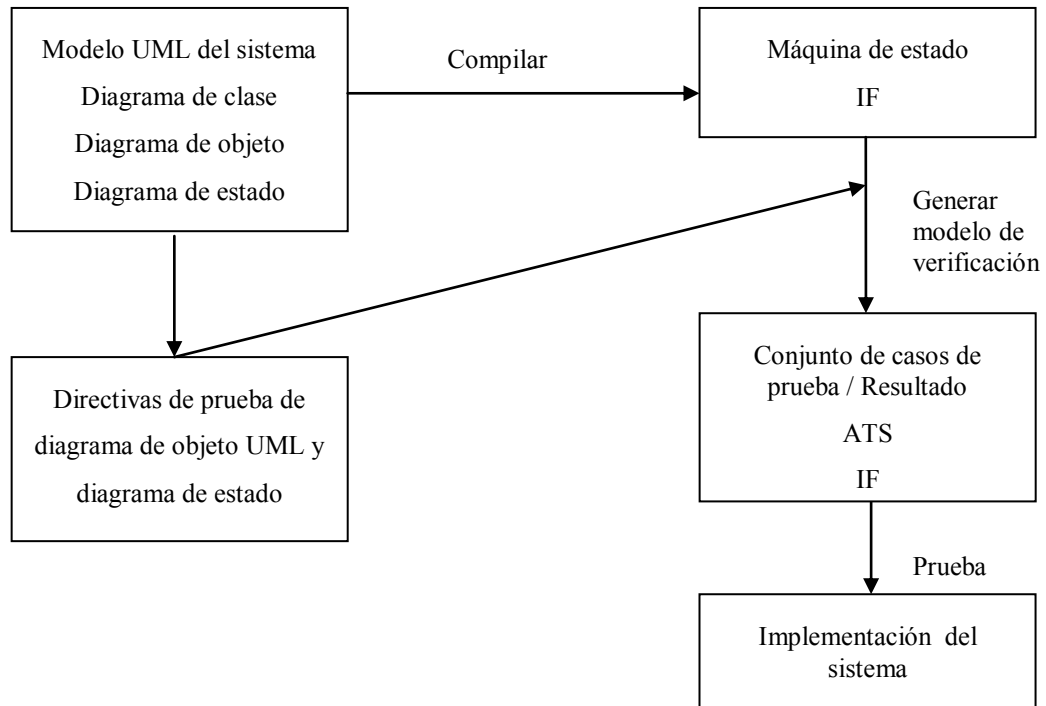 Modelo UML del sistema
Diagrama de clase
Diagrama de objeto
Diagrama de estado
Compilar
Máquina de estado
IF
Generar
modelo de
verificación
Directivas de prueba de
diagrama de objeto UML y
diagrama de estado
Conjunto de casos de
prueba / Resultado
ATS
IF
Prueba
Implementación del
sistema